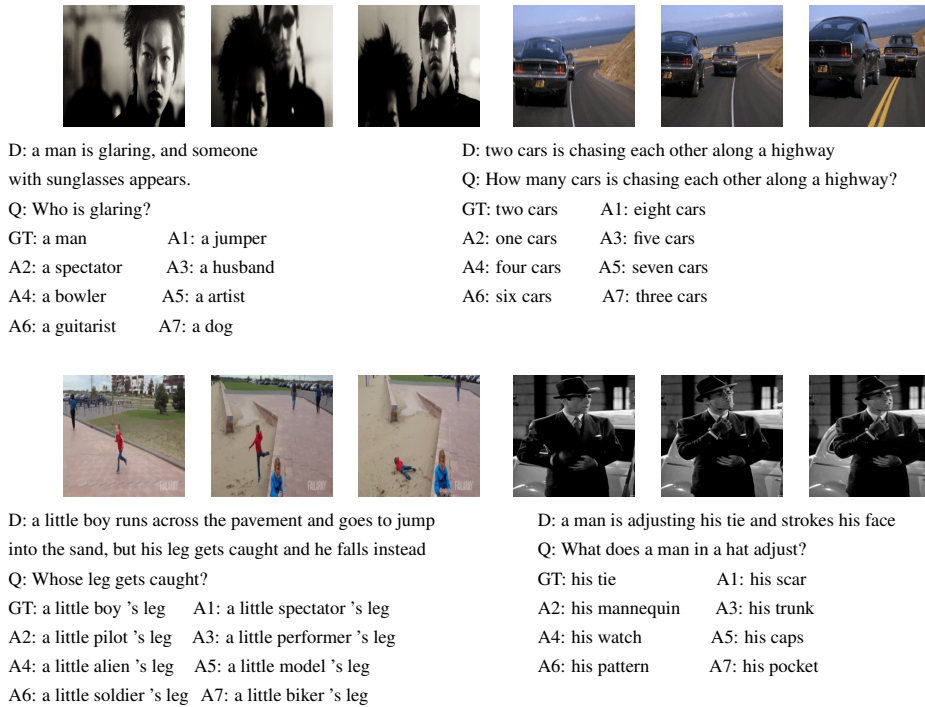 D: a man is glaring, and someone
with sunglasses appears.
Q: Who is glaring?
GT: a man A1: a jumper
A2: a spectator A3: a husband
A4: a bowler A5: a artist
A6: a guitarist A7: a dog
D: two cars is chasing each other along a highway
Q: How many cars is chasing each other along a highway?
GT: two cars A1: eight cars
A2: one cars A3: five cars
A4: four cars A5: seven cars
A6: six cars A7: three cars
D: a little boy runs across the pavement and goes to jump
into the sand, but his leg gets caught and he falls instead
Q: Whose leg gets caught?
GT: a little boy 's leg A1: a little spectator 's leg
A2: a little pilot 's leg A3: a little performer 's leg
A4: a little alien 's leg A5: a little model 's leg
A6: a little soldier 's leg A7: a little biker 's leg
D: a man is adjusting his tie and strokes his face
Q: What does a man in a hat adjust?
GT: his tie A1: his scar
A2: his mannequin A3: his trunk
A4: his watch A5: his caps
A6: his pattern A7: his pocket